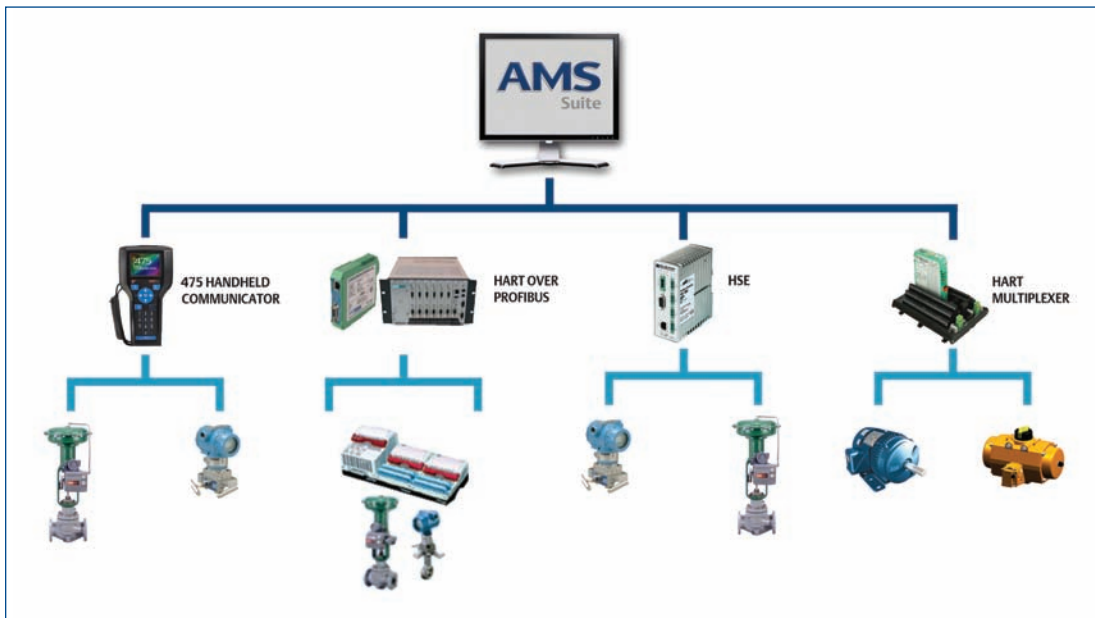 AMS
Suite
475
475 HANDHELD
COMMUNICATOR
HART OVER
PROFIBUS
HSE
HART
MULTIPLEXER